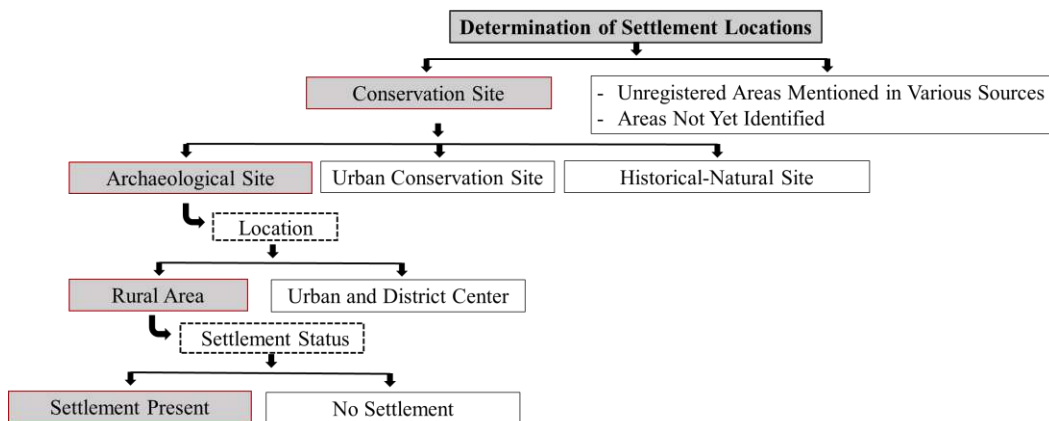 Determination of Settlement Locations
Conservation Site
- Unregistered Areas Mentioned in Various Sources
- Areas Not Yet Identified
Archaeological Site
Urban Conservation Site
Historical-Natural Site
Location
Rural Area
Urban and District Center
Settlement Status
Settlement Present
No Settlement